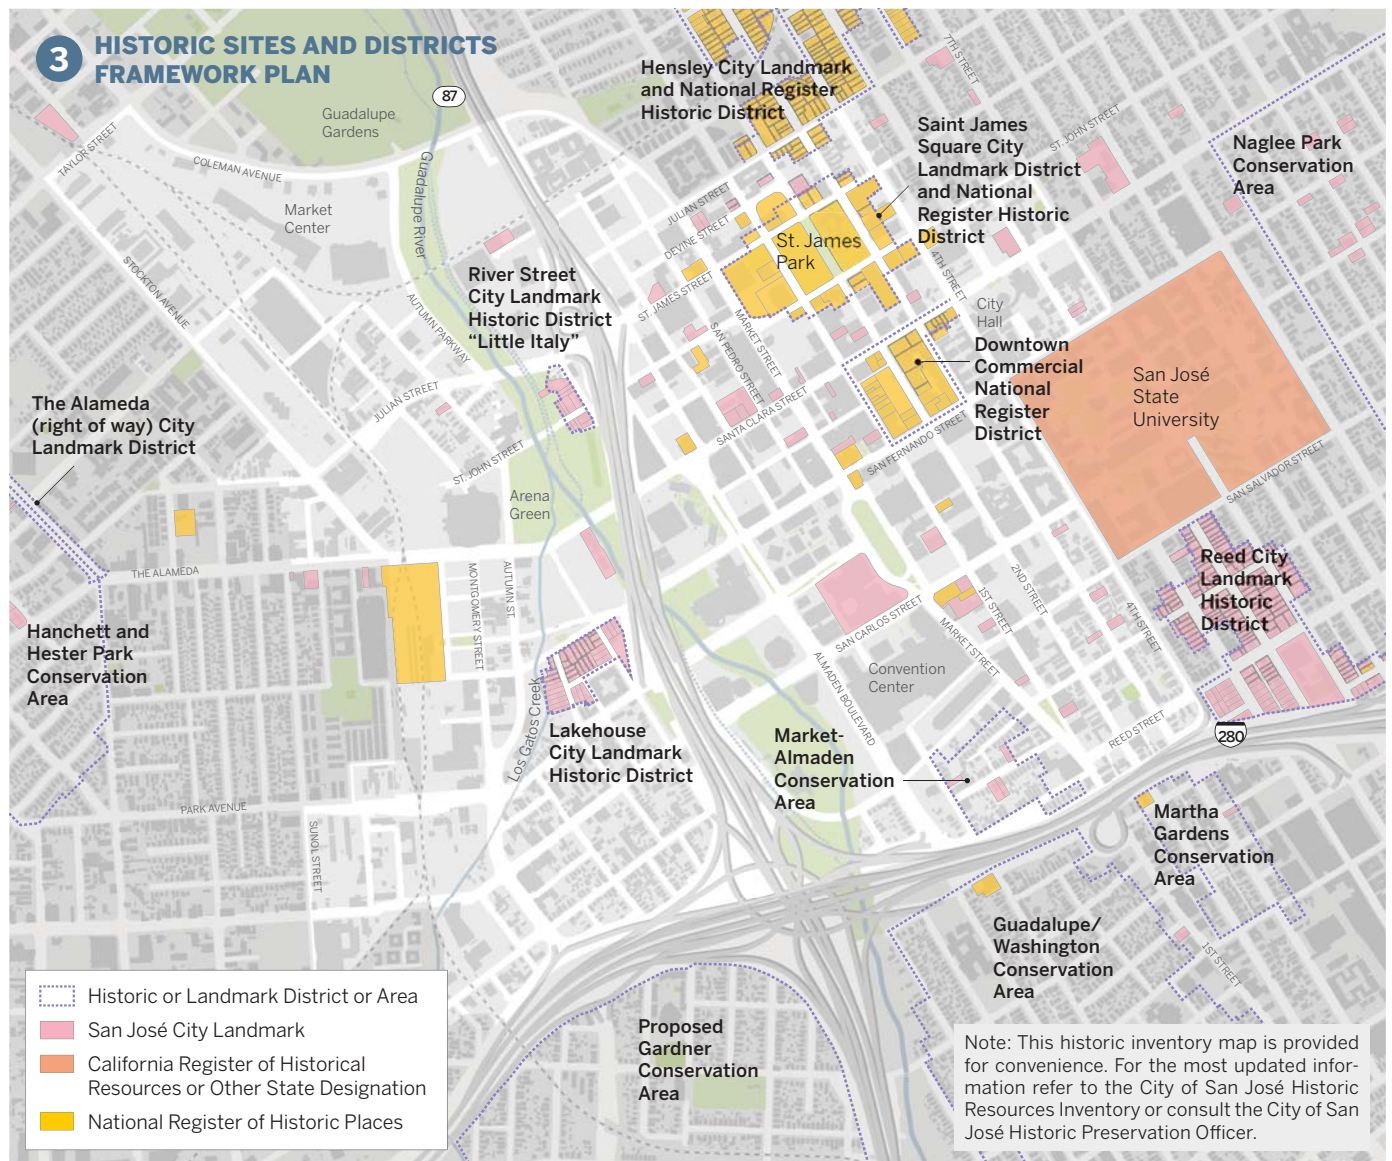 3
HISTORIC SITES AND DISTRICTS
FRAMEWORK PLAN
87
Guadalupe
Gardens
TAYLOR STREET
COLEMAN AVENUE
Guadalupe River
Market
Center
STOCKTON AVENUE
AUTUMN PARKWAY
JULIAN STREET
ST. JOHN STREET
Hensley City Landmark
and National Register
Historic District
7TH STREET
ST. JOHN STREET
Saint James
Square City
Landmark District
and National
Register Historic
District
Naglee Park
Conservation
Area
JULIAN STREET
DEVINE STREET
ST. JAMES STREET
St. James
Park
4TH STREET
City
Hall
River Street
City Landmark
Historic District
“Little Italy”
MARKET STREET
SAN PEDRO STREET
SANTA CLARA STREET
SAN FERNANDO STREET
Downtown
Commercial
National
Register
District
San José
State
University
SAN SALVADOR STREET
The Alameda
(right of way) City
Landmark District
Arena
Green
THE ALAMEDA
MONTGOMERY STREET
AUTUMN ST.
Hanchett and
Hester Park
Conservation
Area
Reed City
Landmark
Historic
District
1ST STREET
2ND STREET
4TH STREET
SAN CARLOS STREET
MARKET STREET
ALMADEN BOULEVARD
Convention
Center
REED STREET
280
Los Gatos Creek
Lakehouse
City Landmark
Historic District
Market-
Almaden
Conservation
Area
PARK AVENUE
SUNOL STREET
Martha
Gardens
Conservation
Area
Guadalupe/
Washington
Conservation
Area
1ST STREET
Proposed
Gardner
Conservation
Area
Historic or Landmark District or Area
San José City Landmark
California Register of Historical
Resources or Other State Designation
National Register of Historic Places
Note: This historic inventory map is provided
for convenience. For the most updated infor-
mation refer to the City of San José Historic
Resources Inventory or consult the City of San
José Historic Preservation Officer.